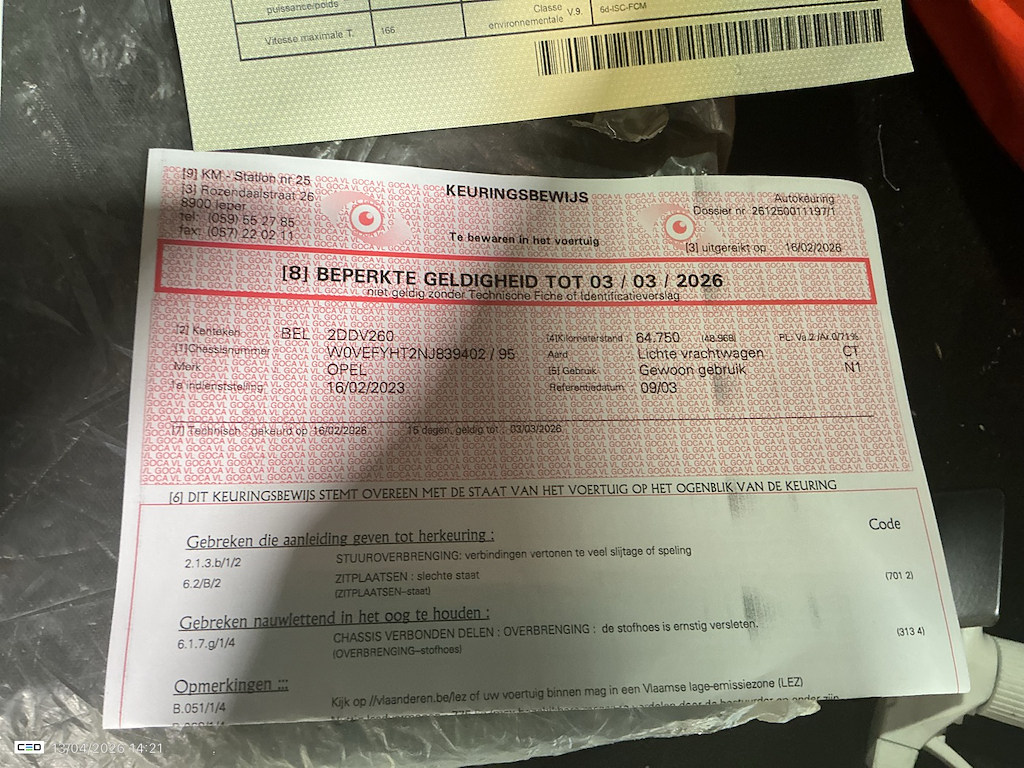 puissance/poids
Vitesse maximale T.
166
Classe
environnementale V.9.
6d-ISC-FCM
[9] KM - Station nr 25
[3] Rozendaalstraat 26
8900 Ieper
tel: (059) 55 27 85
fax: (057) 22 02 11
KEURINGSBEWIJS
Te bewaren in het voertuig
Autokeuring
Dossier nr 261250011197/1
[3] uitgereikt op : 16/02/2026
[8] BEPERKTE GELDIGHEID TOT 03 / 03 / 2026
niet geldig zonder Technische Fiche of Identificatieverslag
[2] Kenteken : BEL 2DDV260
[1] Chassisnummer : W0VEFYHT2NJ839402 / 95
Merk OPEL
1e indienststelling : 16/02/2023
[4] Kilometerstand : 64.750 (48.968)
Aard Lichte vrachtwagen CT
[5] Gebruik : Gewoon gebruik N1
Referentiedatum : 09/03
[7] Technisch : gekeurd op 16/02/2026 15 dagen, geldig tot : 03/03/2026
[6] DIT KEURINGSBEWIJS STEMT OVEREEN MET DE STAAT VAN HET VOERTUIG OP HET OGENBLIK VAN DE KEURING
Code
Gebreken die aanleiding geven tot herkeuring :
2.1.3.b/1/2 STUUROVERBRENGING: verbindingen vertonen te veel slijtage of speling
6.2/B/2 ZITPLAATSEN : slechte staat (701 2)
(ZITPLAATSEN-staat)
Gebreken nauwlettend in het oog te houden :
6.1.7.g/1/4 CHASSIS VERBONDEN DELEN : OVERBRENGING : de stofhoes is ernstig versleten. (313 4)
(OVERBRENGING-stofhoes)
Opmerkingen :::
B.051/1/4 Kijk op //vlaanderen.be/lez of uw voertuig binnen mag in een Vlaamse lage-emissiezone (LEZ)
CEO 13/04/2026 14:21